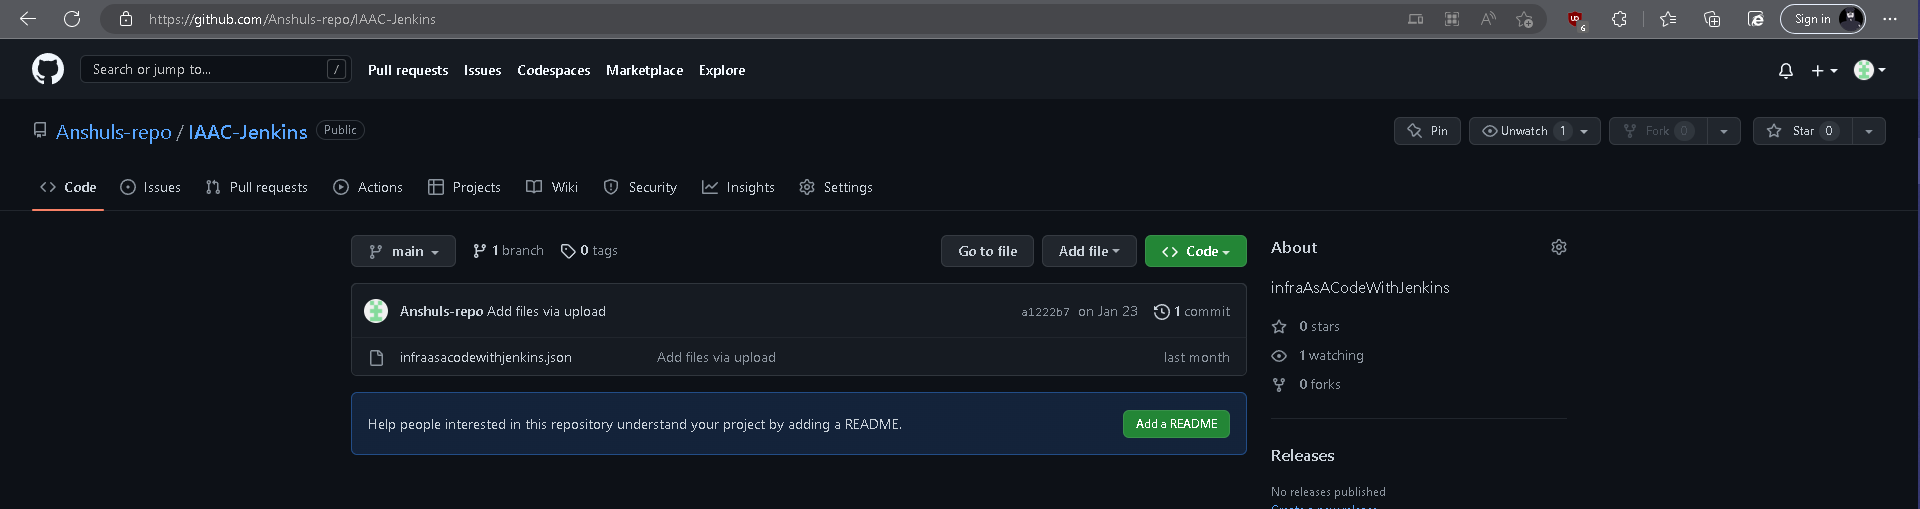 https://github.com/Anshuls-repo/IAAC-Jenkins
Sign in
6
Search or jump to... /
Pull requests Issues Codespaces Marketplace Explore
Anshuls-repo / IAAC-Jenkins Public
Pin Unwatch 1 Fork 0 Star 0
Code Issues Pull requests Actions Projects Wiki Security Insights Settings
main 1 branch 0 tags Go to file Add file Code
Anshuls-repo Add files via upload a1222b7 on Jan 23 1 commit
infraasacodewithjenkins.json Add files via upload last month
Help people interested in this repository understand your project by adding a README. Add a README
About
infraAsACodeWithJenkins
0 stars
1 watching
0 forks
Releases
No releases published
Create a new release